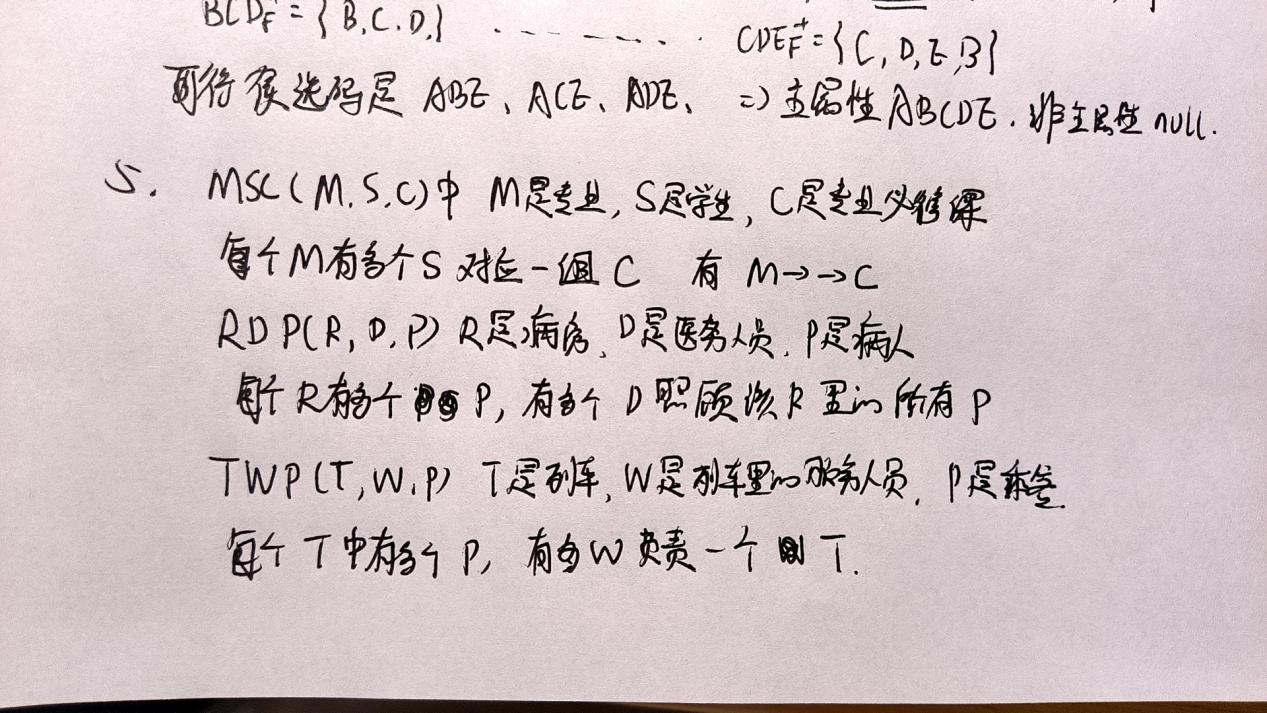 BCD_F^+={B,C,D,} ........ CDE_F^+={C,D,E,B}
可得候选码是 ABE、ACE、ADE、 => 主属性 ABCDE. 非主属性 null.
5. MSC(M,S,C)中 M是专业, S是学生, C是专业必修课
每个M有多个S 对应一组C 有 M→→C
RDP(R,D,P) R是病房、D是医务人员. P是病人
每个R有多个 P, 有多个D照顾该R里的所有P
TWP(T,W,P) T是列车, W是列车里的服务人员, P是乘客
每个T中有多个P, 有多W负责一个 T.